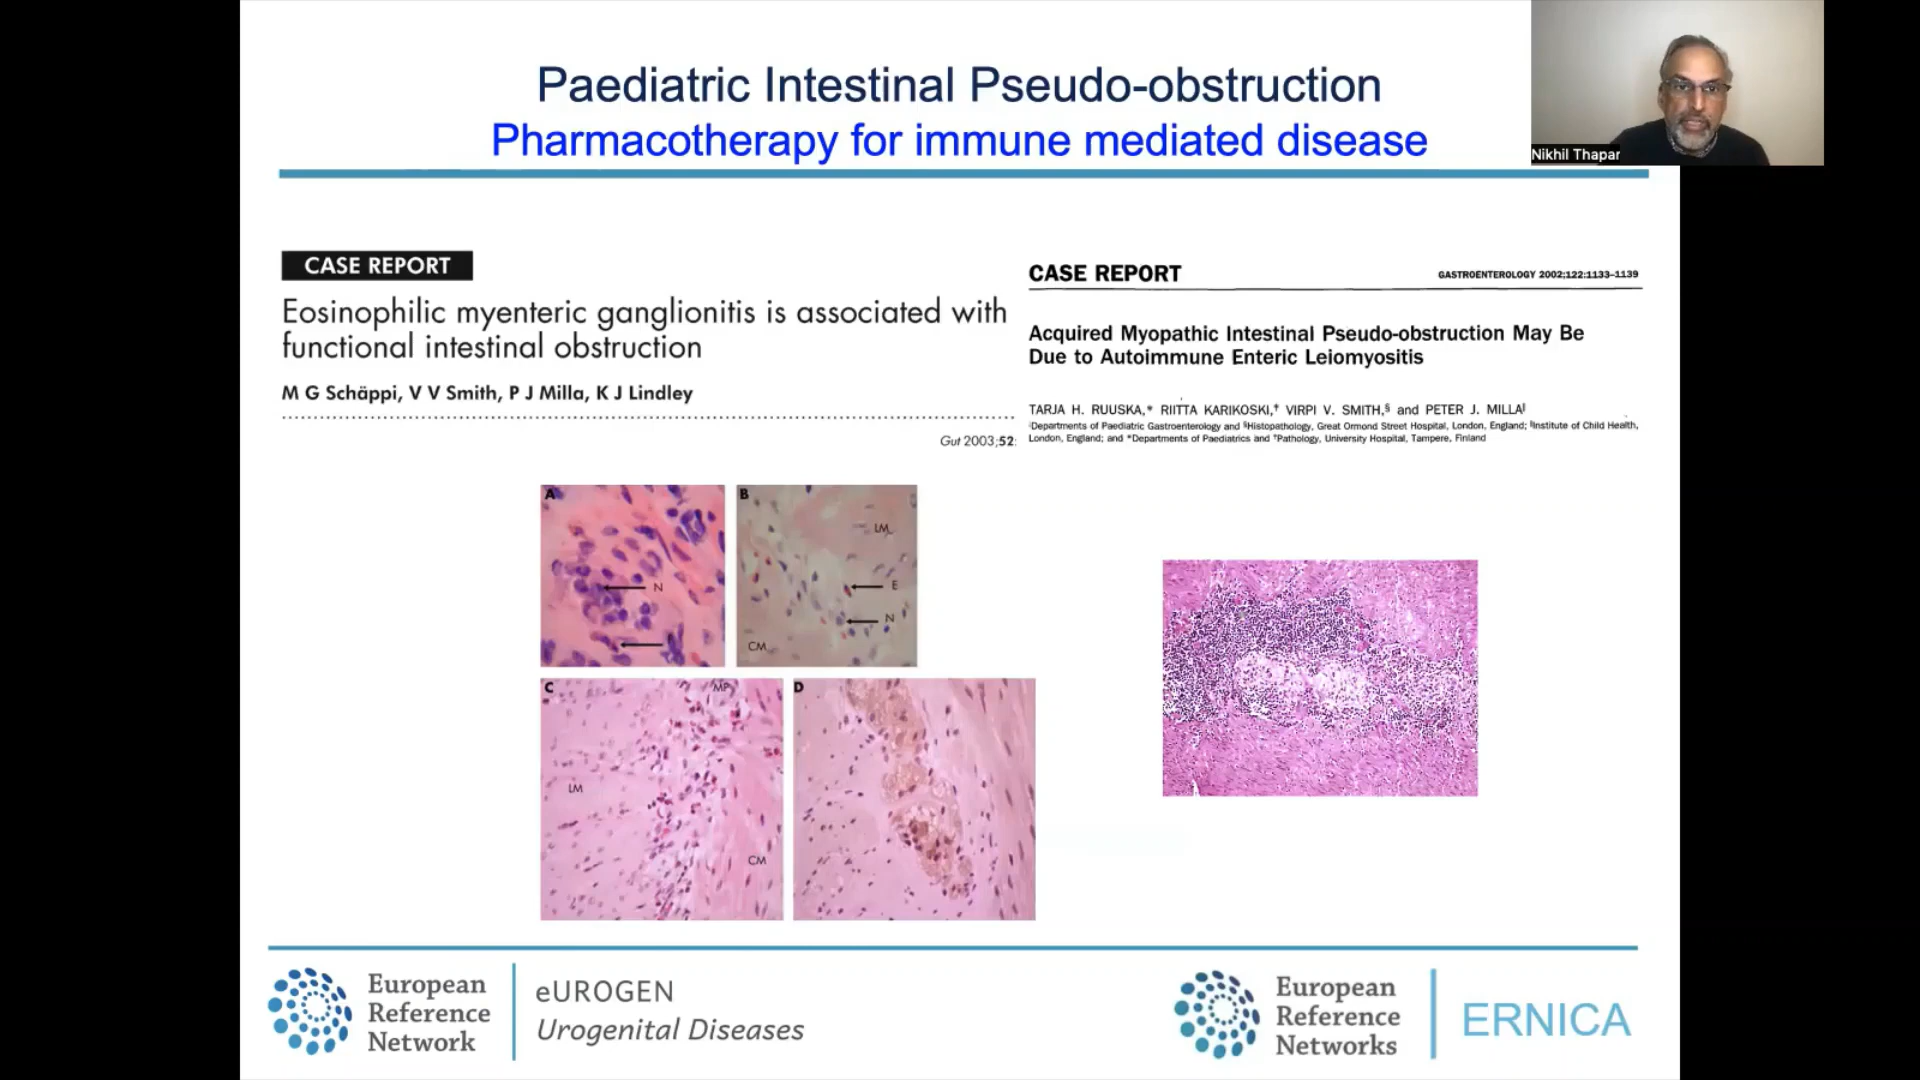 Paediatric Intestinal Pseudo-obstruction
Pharmacotherapy for immune mediated disease
Nikhil Thapar
CASE REPORT
Eosinophilic myenteric ganglionitis is associated with
functional intestinal obstruction
M G Schäppi, V V Smith, P J Milla, K J Lindley
Gut 2003;52:
CASE REPORT
GASTROENTEROLOGY 2002;122:1133–1139
Acquired Myopathic Intestinal Pseudo-obstruction May Be
Due to Autoimmune Enteric Leiomyositis
TARJA H. RUUSKA,* RIITTA KARIKOSKI,‡ VIRPI V. SMITH,§ and PETER J. MILLA‖
Departments of Paediatric Gastroenterology and §Histopathology, Great Ormond Street Hospital, London, England; ‖Institute of Child Health,
London, England; and *Departments of Paediatrics and ‡Pathology, University Hospital, Tampere, Finland
A
N
B
LM
E
N
CM
C
MP
LM
CM
D
European
Reference
Network
eUROGEN
Urogenital Diseases
European
Reference
Networks
ERNICA